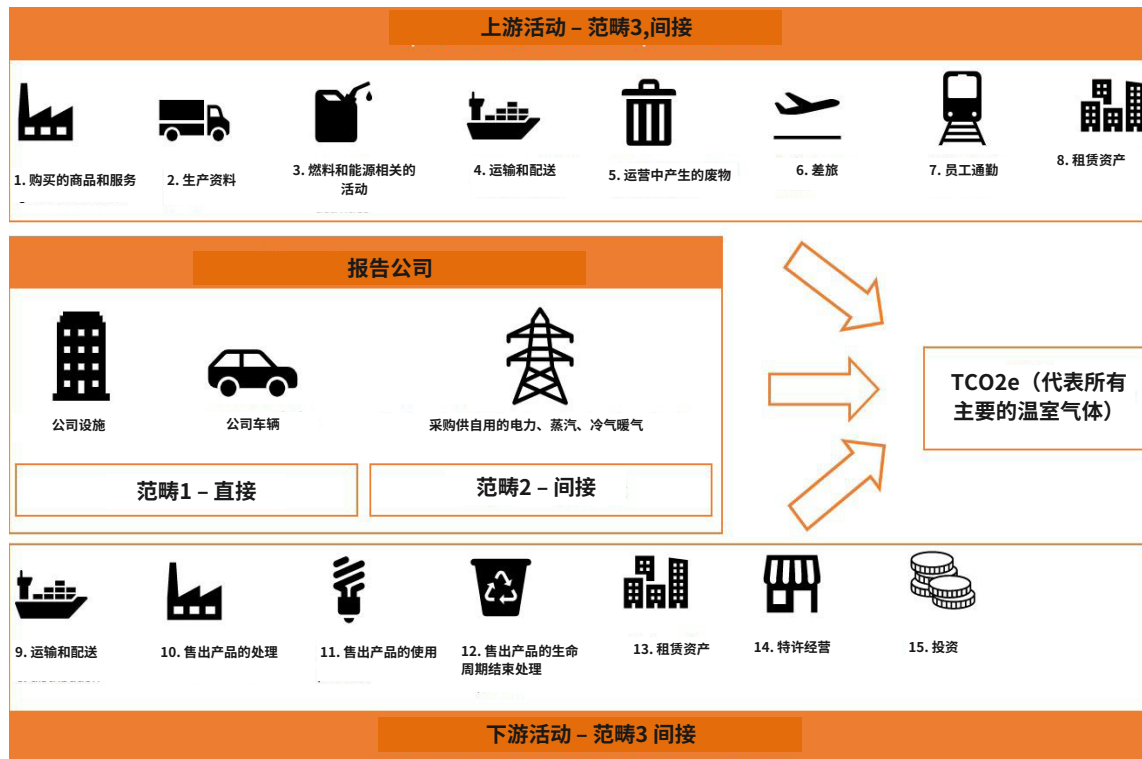 上游活动 – 范畴3,间接
1. 购买的商品和服务
2. 生产资料
3. 燃料和能源相关的
活动
4. 运输和配送
5. 运营中产生的废物
6. 差旅
7. 员工通勤
8. 租赁资产
报告公司
公司设施
公司车辆
采购供自用的电力、蒸汽、冷气暖气
范畴1 – 直接
范畴2 – 间接
TCO2e（代表所有
主要的温室气体）
9. 运输和配送
10. 售出产品的处理
11. 售出产品的使用
12. 售出产品的生命
周期结束处理
13. 租赁资产
14. 特许经营
15. 投资
下游活动 – 范畴3 间接